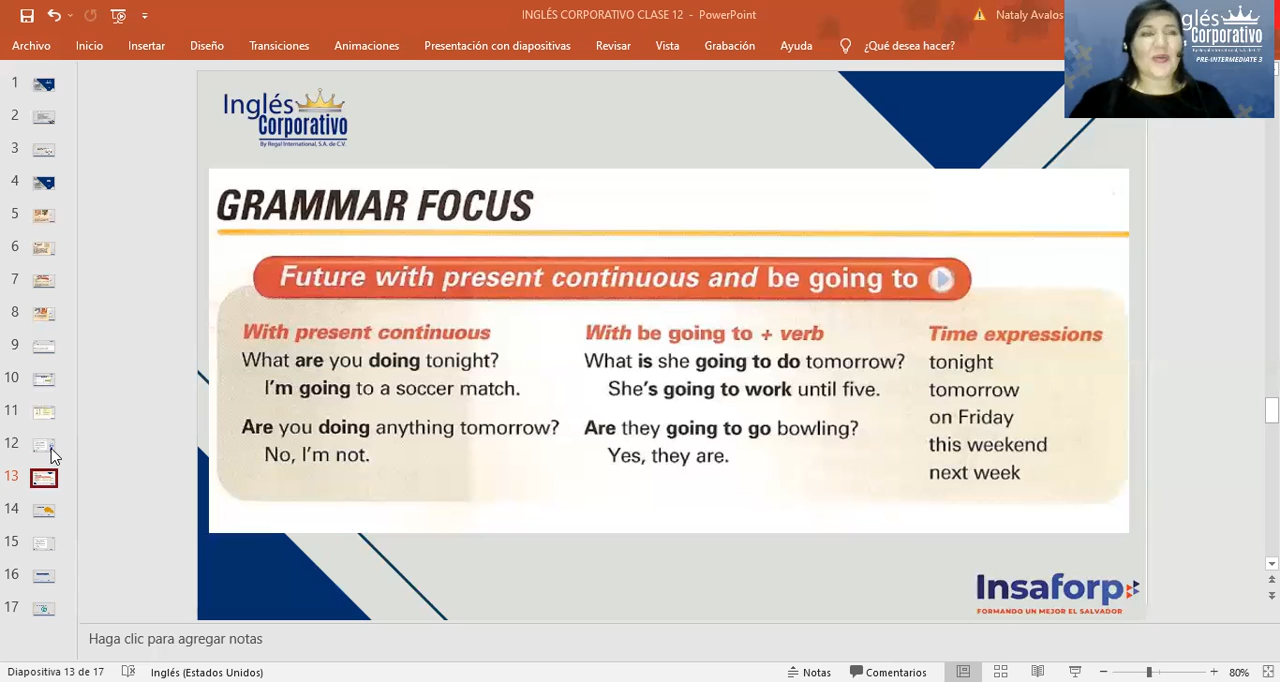 INGLÉS CORPORATIVO CLASE 12 - PowerPoint
Nataly Avalos
Archivo
Inicio
Insertar
Diseño
Transiciones
Animaciones
Presentación con diapositivas
Revisar
Vista
Grabación
Ayuda
¿Qué desea hacer?
glés
Corporativo
PRE-INTERMEDIATE 3
1
2
3
4
5
6
7
8
9
10
11
12
13
14
15
16
17
Inglés
Corporativo
By Regal International, S.A. de C.V.
GRAMMAR FOCUS
Future with present continuous and be going to
With present continuous
What are you doing tonight?
I'm going to a soccer match.
Are you doing anything tomorrow?
No, I'm not.
With be going to + verb
What is she going to do tomorrow?
She's going to work until five.
Are they going to go bowling?
Yes, they are.
Time expressions
tonight
tomorrow
on Friday
this weekend
next week
Insaforp
FORMANDO UN MEJOR EL SALVADOR
Haga clic para agregar notas
Diapositiva 13 de 17
Inglés (Estados Unidos)
Notas
Comentarios
80%